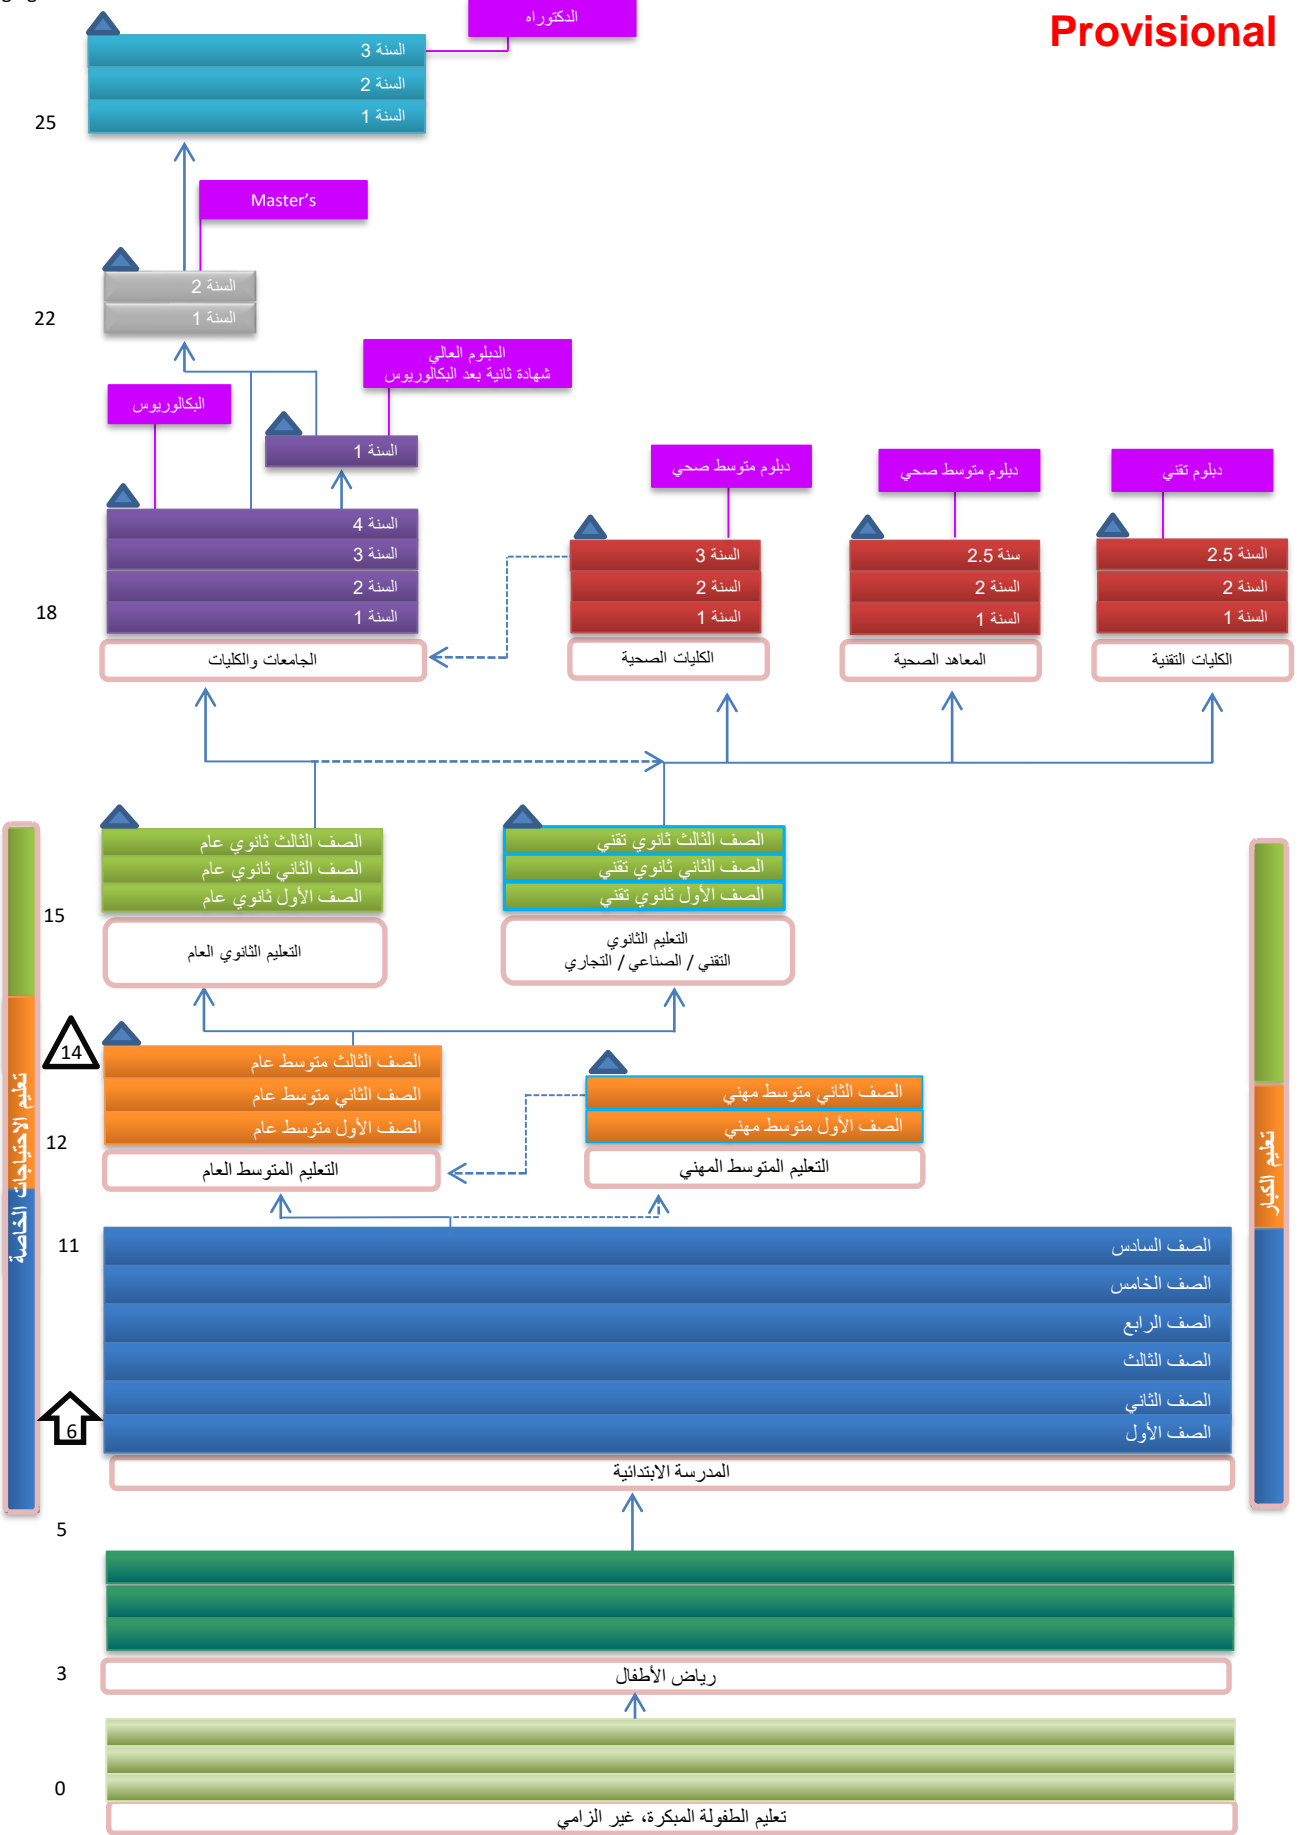 الدكتوراه
Provisional
السنة 3
السنة 2
السنة 1
25
Master's
السنة 2
السنة 1
22
الدبلوم العالي
شهادة ثانية بعد البكالوريوس
البكالوريوس
السنة 1
دبلوم متوسط صحي
دبلوم متوسط صحي
دبلوم تقني
السنة 4
السنة 3
السنة 2
السنة 1
18
الجامعات والكليات
السنة 3
السنة 2
السنة 1
الكليات الصحية
سنة 2.5
السنة 2
السنة 1
المعاهد الصحية
السنة 2.5
السنة 2
السنة 1
الكليات التقنية
الصف الثالث ثانوي عام
الصف الثاني ثانوي عام
الصف الأول ثانوي عام
15
التعليم الثانوي العام
الصف الثالث ثانوي تقني
الصف الثاني ثانوي تقني
الصف الأول ثانوي تقني
التعليم الثانوي
التقني / الصناعي / التجاري
14
الصف الثالث متوسط عام
الصف الثاني متوسط عام
الصف الأول متوسط عام
12
التعليم المتوسط العام
الصف الثاني متوسط مهني
الصف الأول متوسط مهني
التعليم المتوسط المهني
تعليم الاحتياجات الخاصة
تعليم الكبار
11
الصف السادس
الصف الخامس
الصف الرابع
الصف الثالث
الصف الثاني
الصف الأول
6
المدرسة الابتدائية
5
3
رياض الأطفال
0
تعليم الطفولة المبكرة، غير الزامي